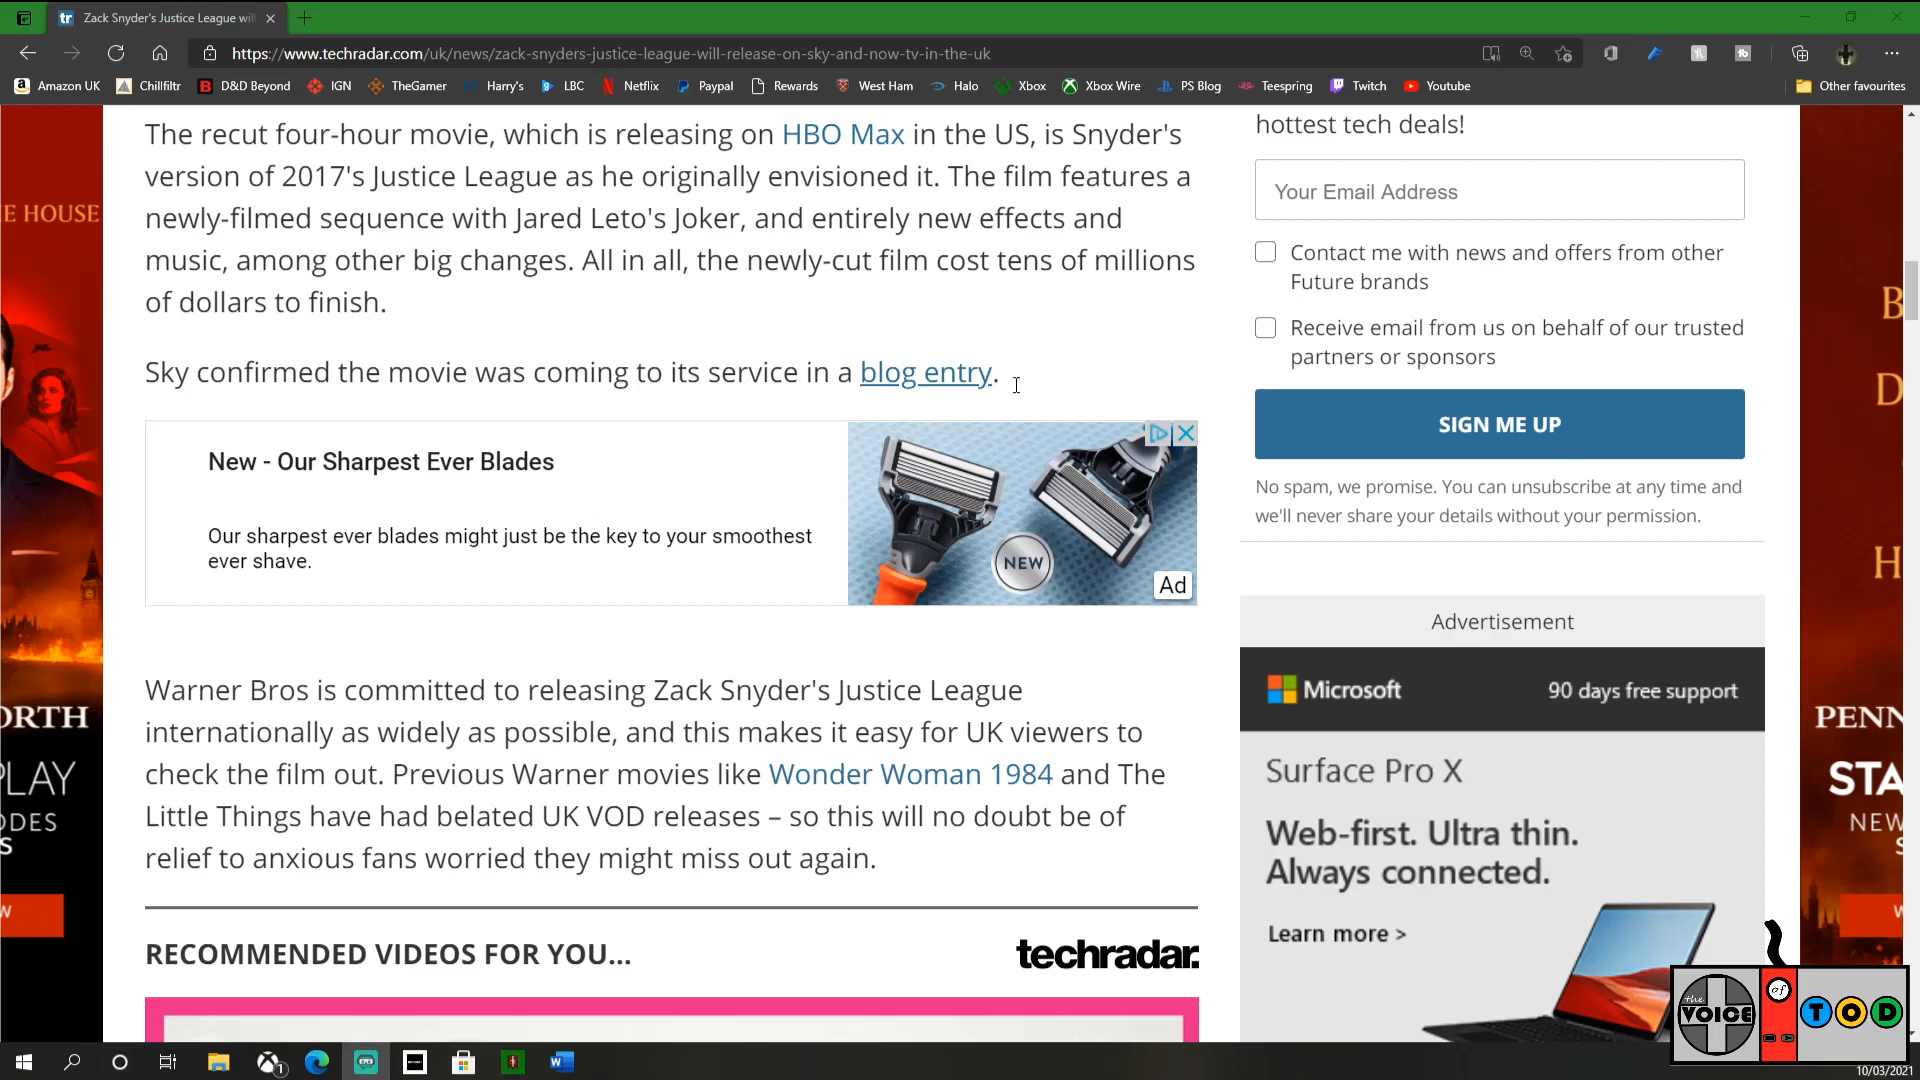 Zack Snyder's Justice League will
https://www.techradar.com/uk/news/zack-snyders-justice-league-will-release-on-sky-and-now-tv-in-the-uk
Amazon UK Chillfiltr D&D Beyond IGN TheGamer Harry's LBC Netflix Paypal Rewards West Ham Halo Xbox Xbox Wire PS Blog Teespring Twitch Youtube Other favourites
The recut four-hour movie, which is releasing on HBO Max in the US, is Snyder's
version of 2017's Justice League as he originally envisioned it. The film features a
newly-filmed sequence with Jared Leto's Joker, and entirely new effects and
music, among other big changes. All in all, the newly-cut film cost tens of millions
of dollars to finish.
Sky confirmed the movie was coming to its service in a blog entry.
New - Our Sharpest Ever Blades
Our sharpest ever blades might just be the key to your smoothest
ever shave.
NEW
Ad
Warner Bros is committed to releasing Zack Snyder's Justice League
internationally as widely as possible, and this makes it easy for UK viewers to
check the film out. Previous Warner movies like Wonder Woman 1984 and The
Little Things have had belated UK VOD releases – so this will no doubt be of
relief to anxious fans worried they might miss out again.
RECOMMENDED VIDEOS FOR YOU...
techradar.
hottest tech deals!
Your Email Address
Contact me with news and offers from other
Future brands
Receive email from us on behalf of our trusted
partners or sponsors
SIGN ME UP
No spam, we promise. You can unsubscribe at any time and
we'll never share your details without your permission.
Advertisement
Microsoft
90 days free support
Surface Pro X
Web-first. Ultra thin.
Always connected.
Learn more >
E HOUSE
ORTH
PLAY
ODES
S
W
B
D
H
PENN
STA
NEW
S
W
the
VOICE
of
TOD
10/03/2021